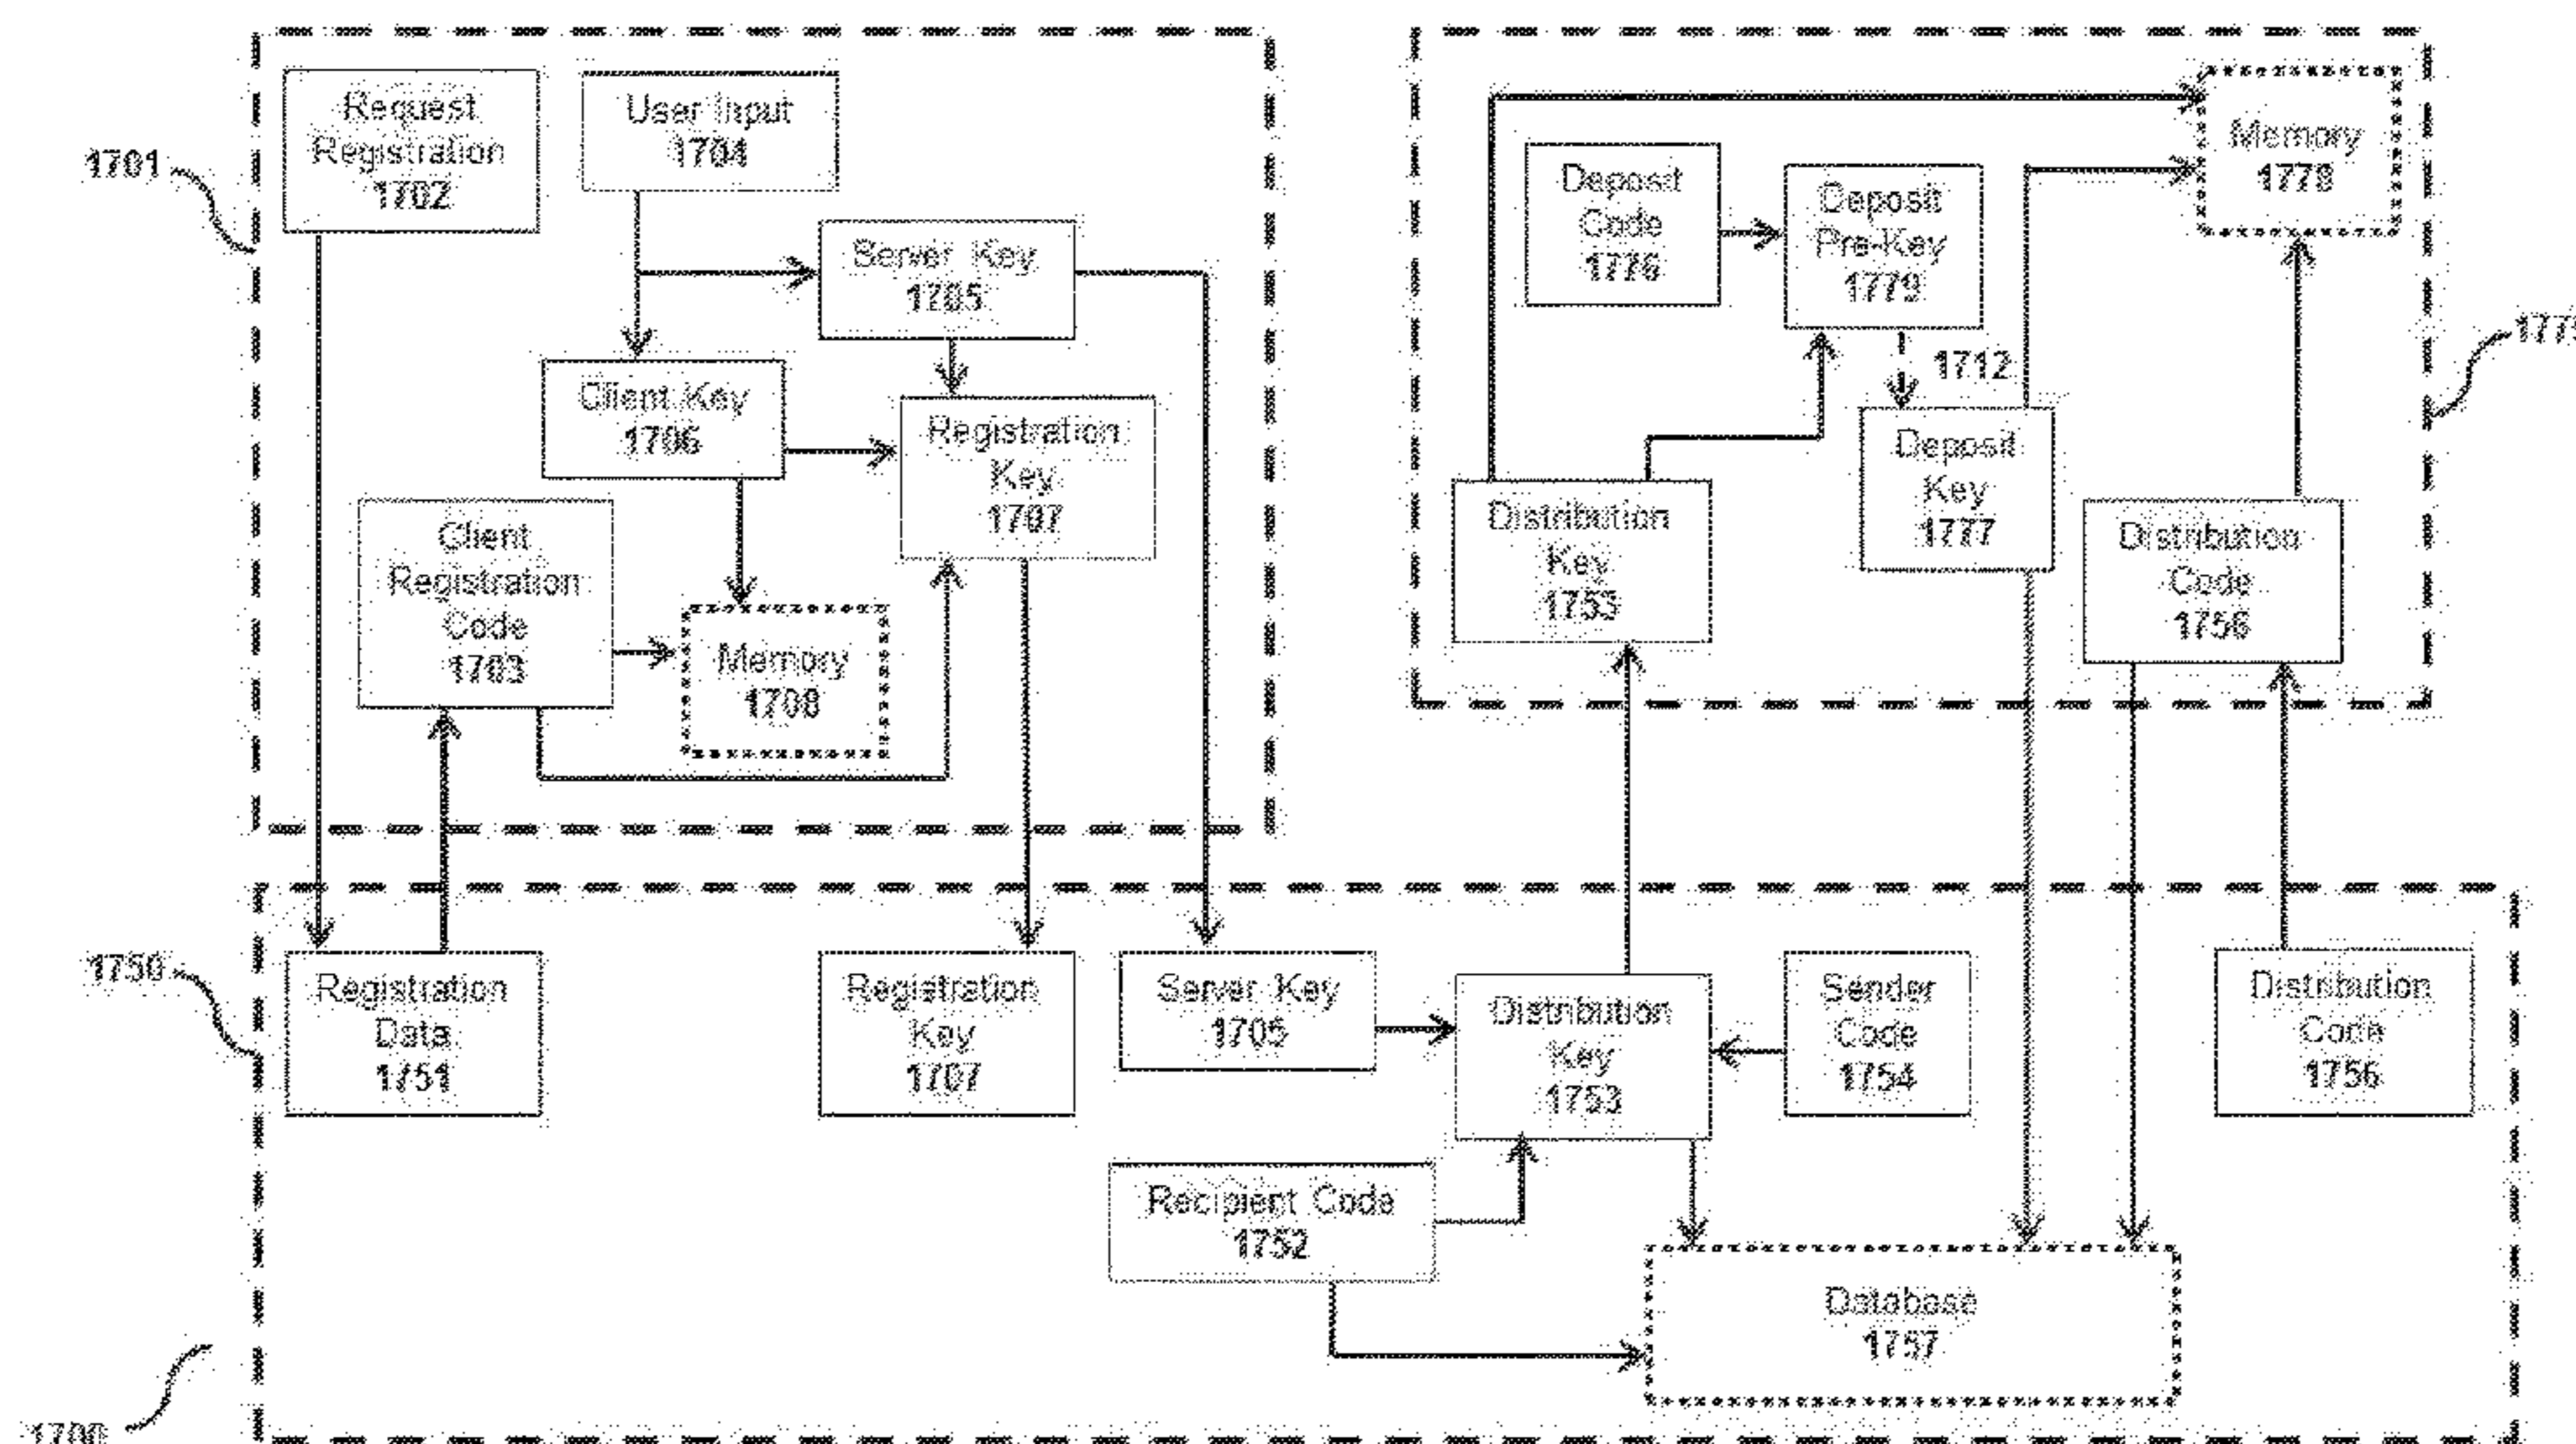 Request
Registration
1702
User Input
1704
1701
Server Key
1705
Client Key
1706
Registration
Key
1707
Client
Registration
Code
1703
Memory
1708
Memory
1778
Deposit
Code
1776
Deposit
Pre-Key
1779
1712
Deposit
Key
1777
Distribution
Key
1753
Distribution
Code
1756
1750
Registration
Data
1751
Registration
Key
1707
Server Key
1705
Distribution
Key
1753
Sender
Code
1754
Distribution
Code
1756
Recipient Code
1752
Database
1757
1700